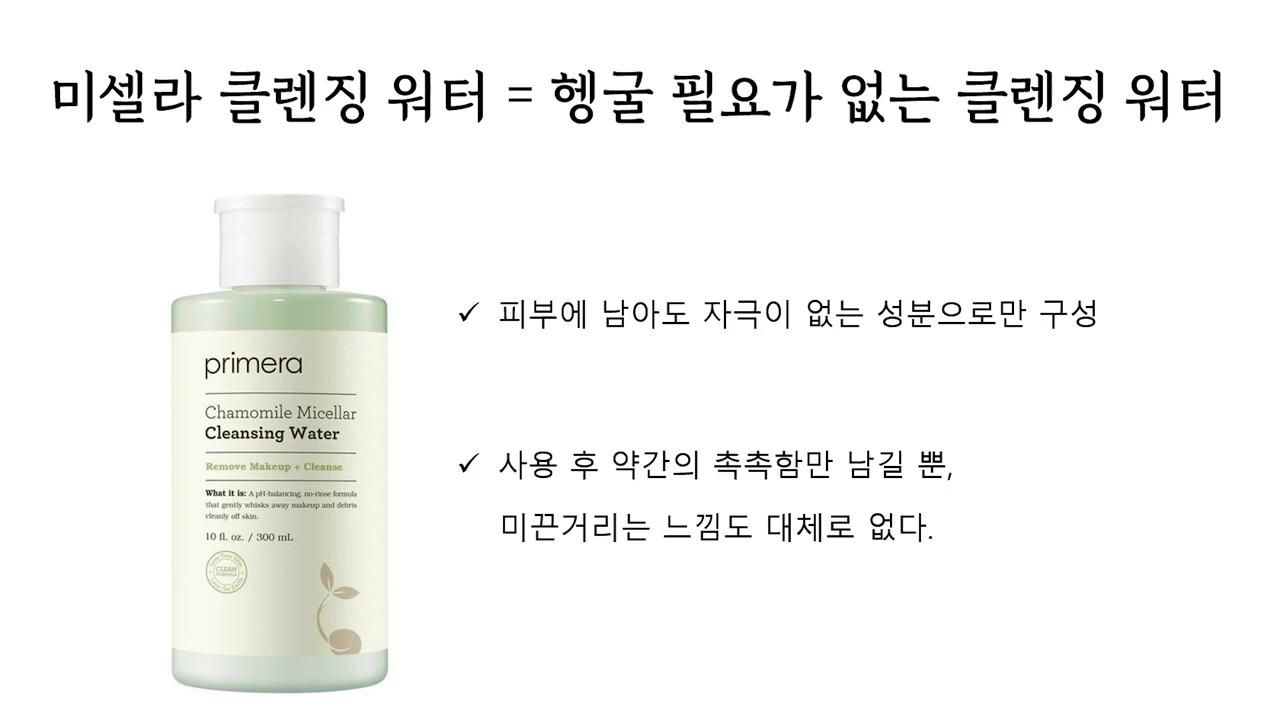 미셀라 클렌징 워터 = 헹굴 필요가 없는 클렌징 워터
✓ 피부에 남아도 자극이 없는 성분으로만 구성
✓ 사용 후 약간의 촉촉함만 남길 뿐,
미끈거리는 느낌도 대체로 없다.
primera
Chamomile Micellar
Cleansing Water
Remove Makeup + Cleanse
What it is: A pH-balancing, no-rinse formula
that gently whisks away makeup and debris
cleanly off skin.
10 fl. oz. / 300 mL
CLEAN
FORMULA